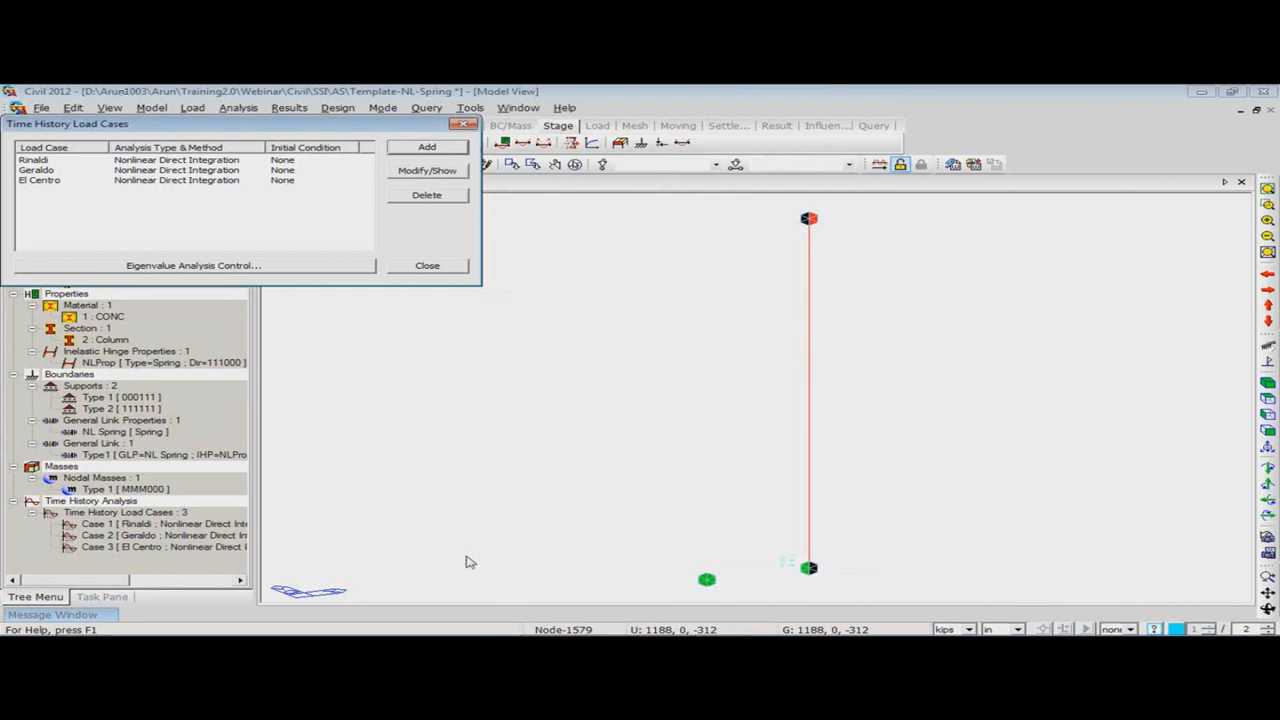 Civil 2012 - [D:\Arun1003\Arun\Training2.0\Webinar\Civil\SSI\AS\Template-NL-Spring *] - [Model View]
File Edit View Model Load Analysis Results Design Mode Query Tools Window Help
Time History Load Cases
BC/Mass Stage Load Mesh Moving Settle... Result Influen... Query
Load Case Analysis Type & Method Initial Condition
Rinaldi Nonlinear Direct Integration None
Geraldo Nonlinear Direct Integration None
El Centro Nonlinear Direct Integration None
Add
Modify/Show
Delete
Eigenvalue Analysis Control...
Close
Properties
Material : 1
1 : CONC
Section : 1
2 : Column
Inelastic Hinge Properties : 1
NLProp [ Type=Spring ; Dir=111000 ]
Boundaries
Supports : 2
Type 1 [ 000111 ]
Type 2 [ 111111 ]
General Link Properties : 1
NL Spring [ Spring ]
General Link : 1
Type1 [ GLP=NL Spring ; IHP=NLPro
Masses
Nodal Masses : 1
Type 1 [ MMM000 ]
Time History Analysis
Time History Load Cases : 3
Case 1 [ Rinaldi ; Nonlinear Direct Inte
Case 2 [ Geraldo ; Nonlinear Direct In
Case 3 [ El Centro ; Nonlinear Direct I
Tree Menu Task Pane
Message Window
For Help, press F1 Node-1579 U: 1188, 0, -312 G: 1188, 0, -312 kips in none ? 1 / 2